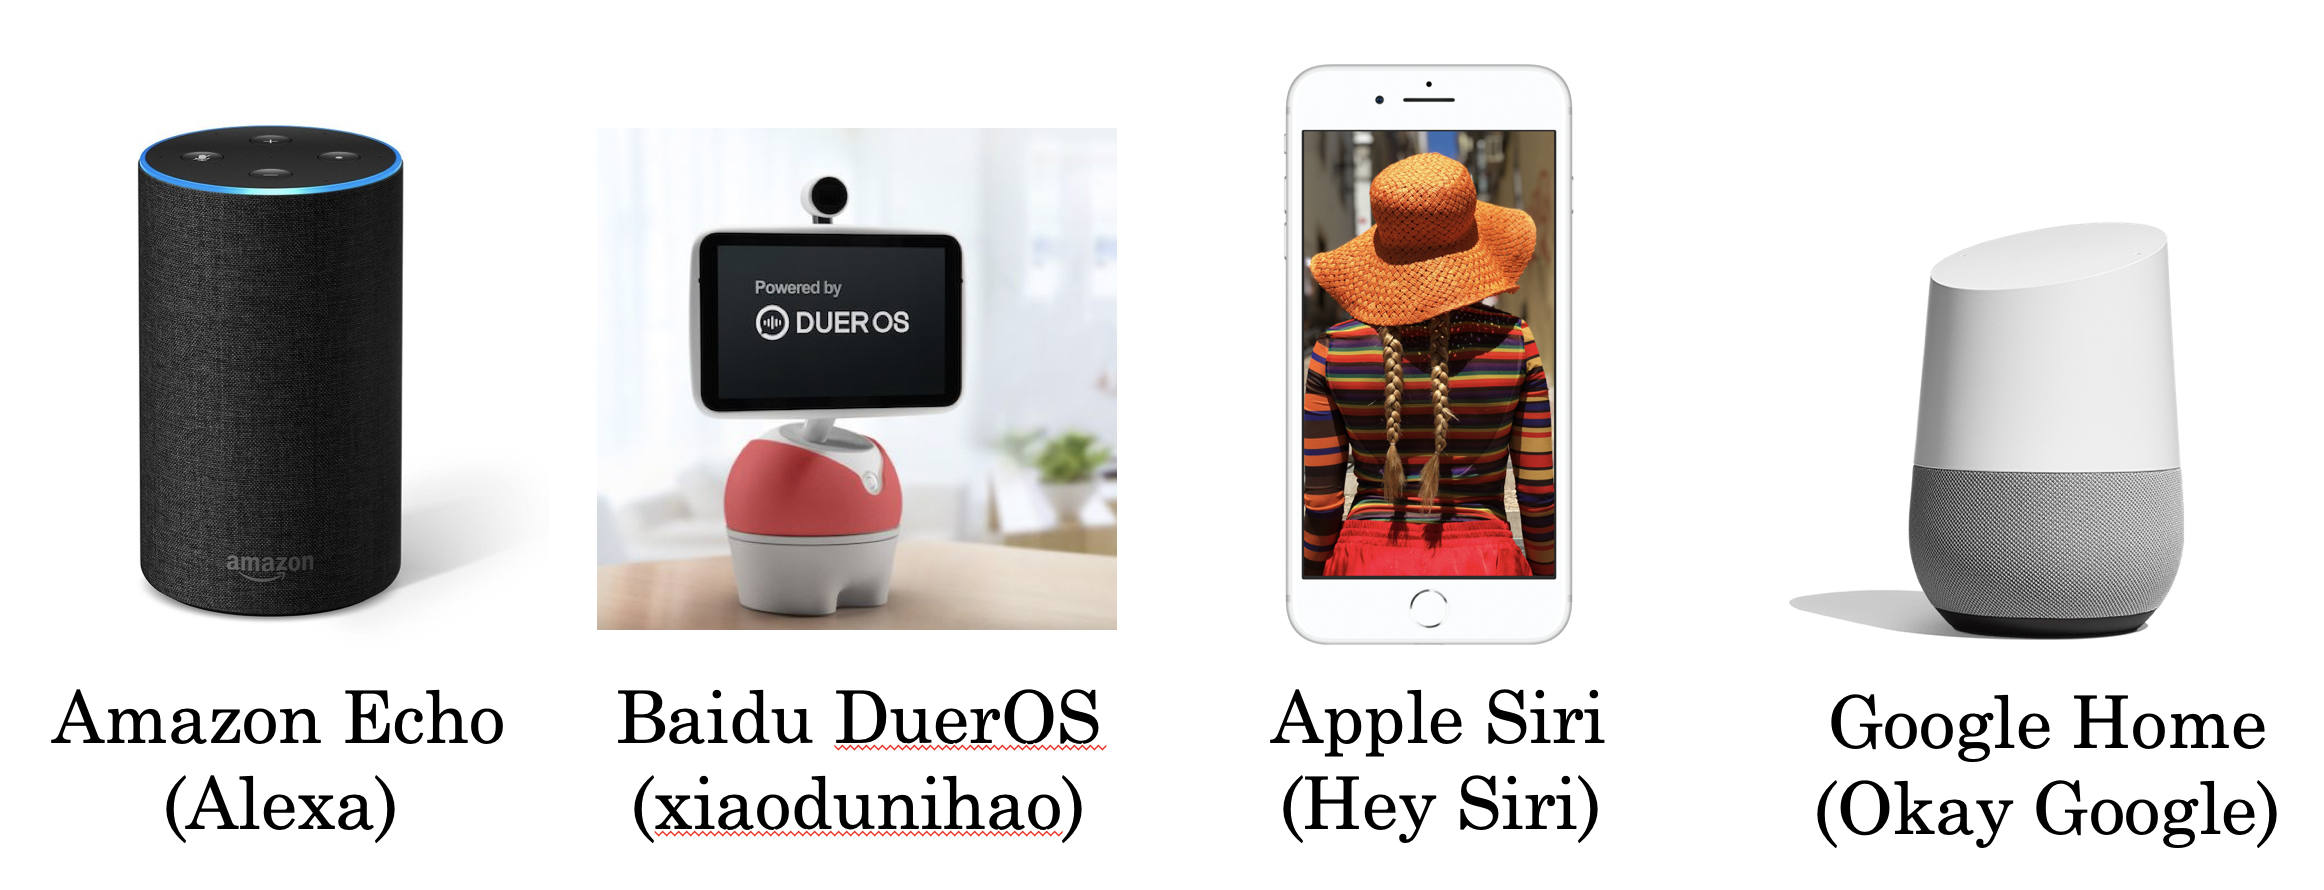 amazon
Powered by
DUER OS
Amazon Echo
(Alexa)
Baidu DuerOS
(xiaodunihao)
Apple Siri
(Hey Siri)
Google Home
(Okay Google)